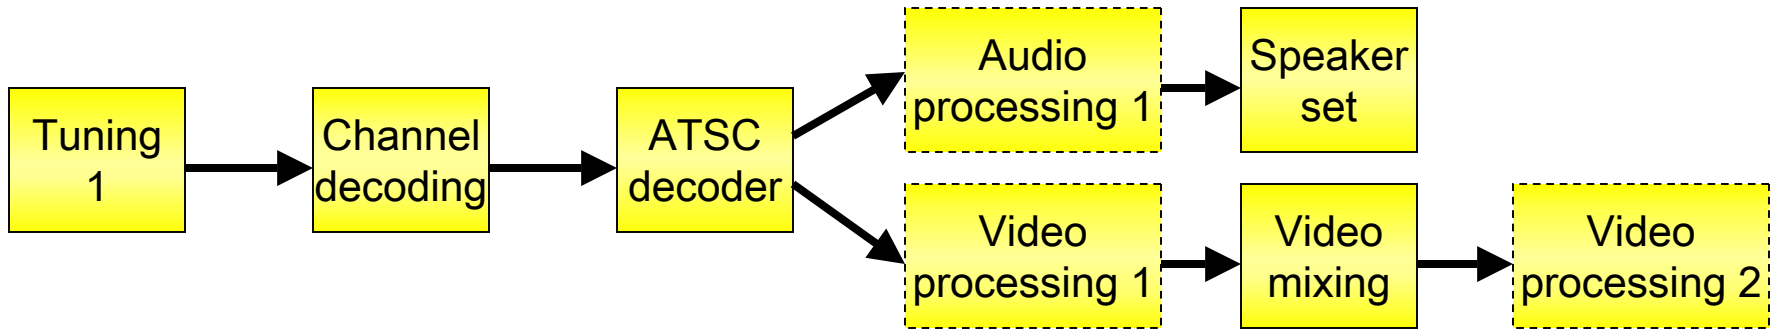 Tuning
1
Channel
decoding
ATSC
decoder
Audio
processing 1
Speaker
set
Video
processing 1
Video
mixing
Video
processing 2